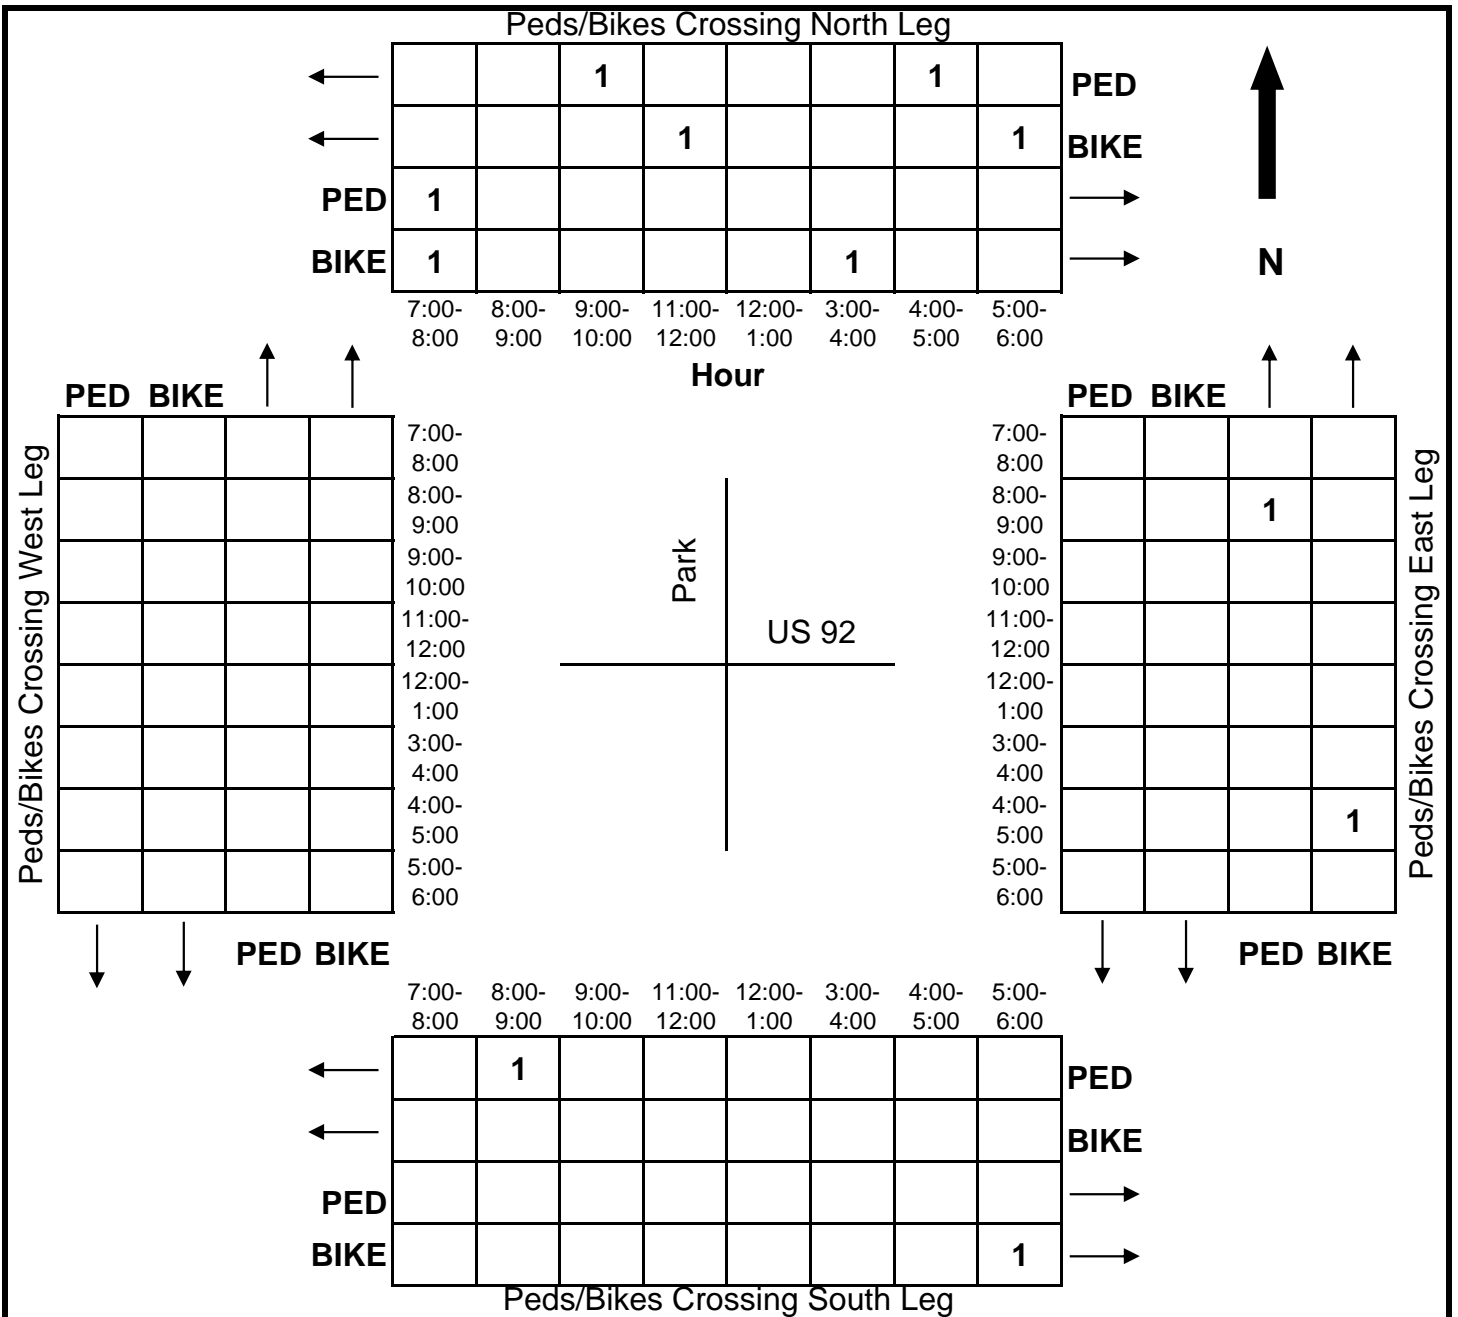 Peds/Bikes Crossing North Leg
1 1 PED
1 1 BIKE
PED 1
BIKE 1 1 N
7:00- 8:00- 9:00- 11:00- 12:00- 3:00- 4:00- 5:00-
8:00 9:00 10:00 12:00 1:00 4:00 5:00 6:00
Hour
PED BIKE
Peds/Bikes Crossing West Leg
7:00-
8:00
8:00-
9:00
9:00-
10:00
11:00-
12:00
12:00-
1:00
3:00-
4:00
4:00-
5:00
5:00-
6:00
PED BIKE
Park
US 92
PED BIKE
7:00-
8:00
8:00-
9:00
1
9:00-
10:00
11:00-
12:00
12:00-
1:00
3:00-
4:00
4:00-
5:00
1
5:00-
6:00
Peds/Bikes Crossing East Leg
PED BIKE
7:00- 8:00- 9:00- 11:00- 12:00- 3:00- 4:00- 5:00-
8:00 9:00 10:00 12:00 1:00 4:00 5:00 6:00
1 PED
BIKE
PED
BIKE 1
Peds/Bikes Crossing South Leg